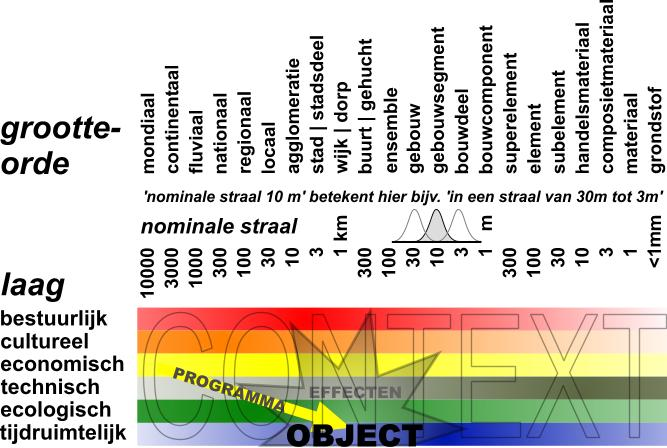 grootte-
orde
mondiaal
continentaal
fluviaal
nationaal
regionaal
locaal
agglomeratie
stad | stadsdeel
wijk | dorp
buurt | gehucht
ensemble
gebouw
gebouwsegment
bouwdeel
bouwcomponent
superelement
element
subelement
handelsmateriaal
composietmateriaal
materiaal
grondstof
'nominale straal 10 m' betekent hier bijv. 'in een straal van 30m tot 3m'
nominale straal
10000
3000
1000
300
100
30
10
3
1 km
300
100
30
10
3
1 m
300
100
30
10
3
1
<1mm
laag
bestuurlijk
cultureel
economisch
technisch
ecologisch
tijdruimtelijk
CONTEXT
PROGRAMMA
EFFECTEN
OBJECT